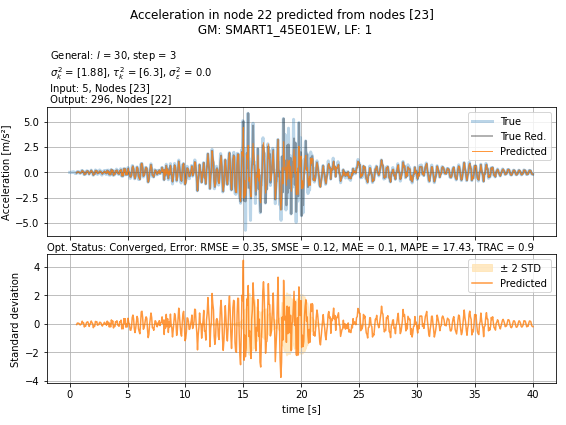 Acceleration in node 22 predicted from nodes [23]
GM: SMART1_45E01EW, LF: 1
General: l = 30, step = 3
σ²ₖ = [1.88], τ²ₖ = [6.3], σ²ε = 0.0
Input: 5, Nodes [23]
Output: 296, Nodes [22]
Acceleration [m/s²]
5.0
2.5
0.0
−2.5
−5.0
True
True Red.
Predicted
Opt. Status: Converged, Error: RMSE = 0.35, SMSE = 0.12, MAE = 0.1, MAPE = 17.43, TRAC = 0.9
Standard deviation
4
2
0
−2
−4
± 2 STD
Predicted
0 5 10 15 20 25 30 35 40
time [s]